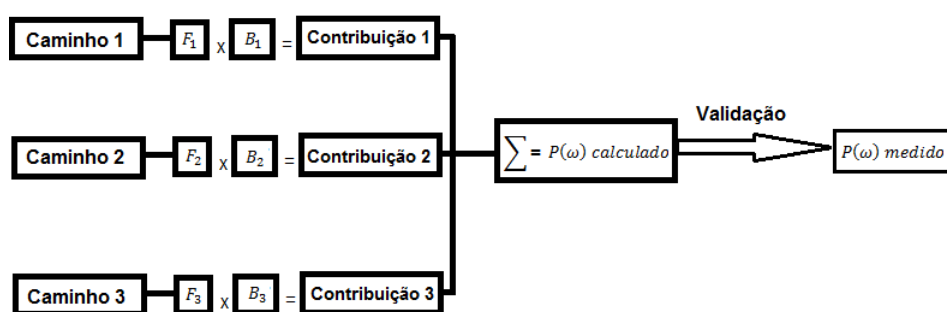 Caminho 1 F₁ x B₁ = Contribuição 1
Validação
Caminho 2 F₂ x B₂ = Contribuição 2 ∑ = P(ω) calculado P(ω) medido
Caminho 3 F₃ x B₃ = Contribuição 3